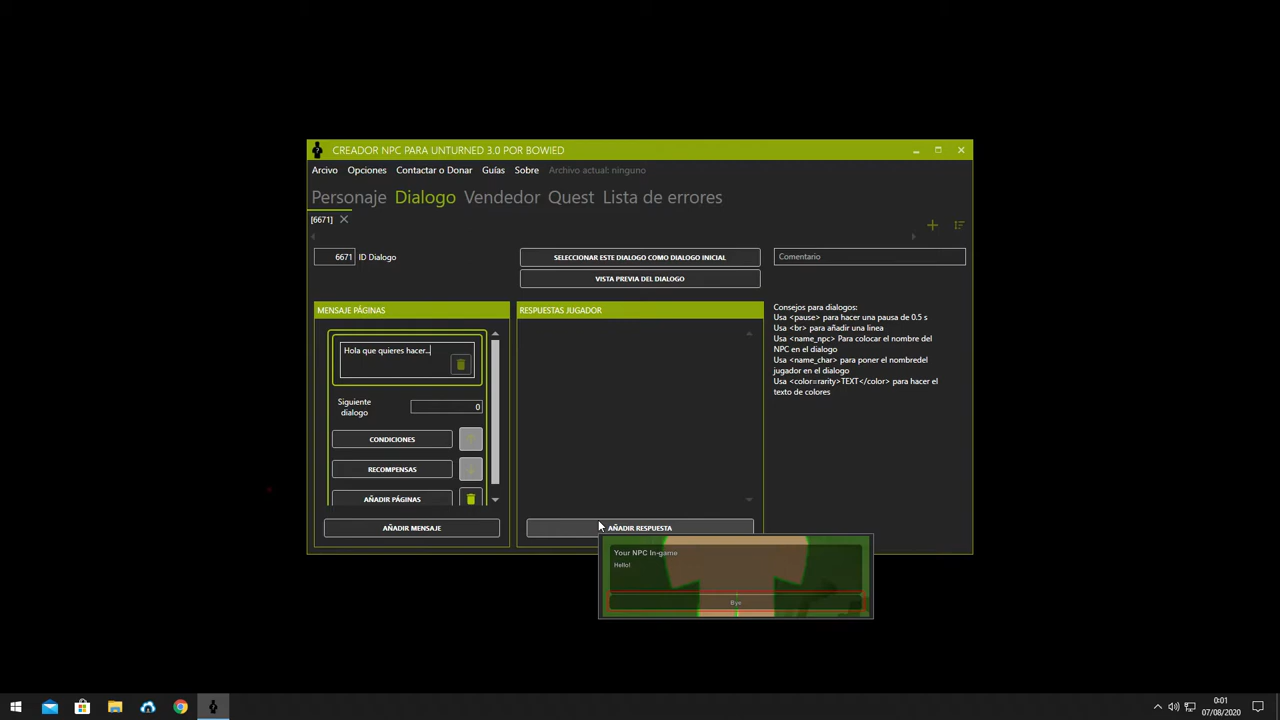 CREADOR NPC PARA UNTURNED 3.0 POR BOWIED
Arcivo Opciones Contactar o Donar Guías Sobre Archivo actual: ninguno
Personaje Dialogo Vendedor Quest Lista de errores
[6671]
6671 ID Dialogo
SELECCIONAR ESTE DIALOGO COMO DIALOGO INICIAL
Comentario
VISTA PREVIA DEL DIALOGO
MENSAJE PÁGINAS
Hola que quieres hacer...
Siguiente
dialogo
0
CONDICIONES
RECOMPENSAS
AÑADIR PÁGINAS
AÑADIR MENSAJE
RESPUESTAS JUGADOR
AÑADIR RESPUESTA
Consejos para dialogos:
Usa <pause> para hacer una pausa de 0.5 s
Usa <br> para añadir una linea
Usa <name_npc> Para colocar el nombre del
NPC en el dialogo
Usa <name_char> para poner el nombredel
jugador en el dialogo
Usa <color=rarity>TEXT</color> para hacer el
texto de colores
Your NPC In-game
Hello!
Bye
0:01
07/08/2020